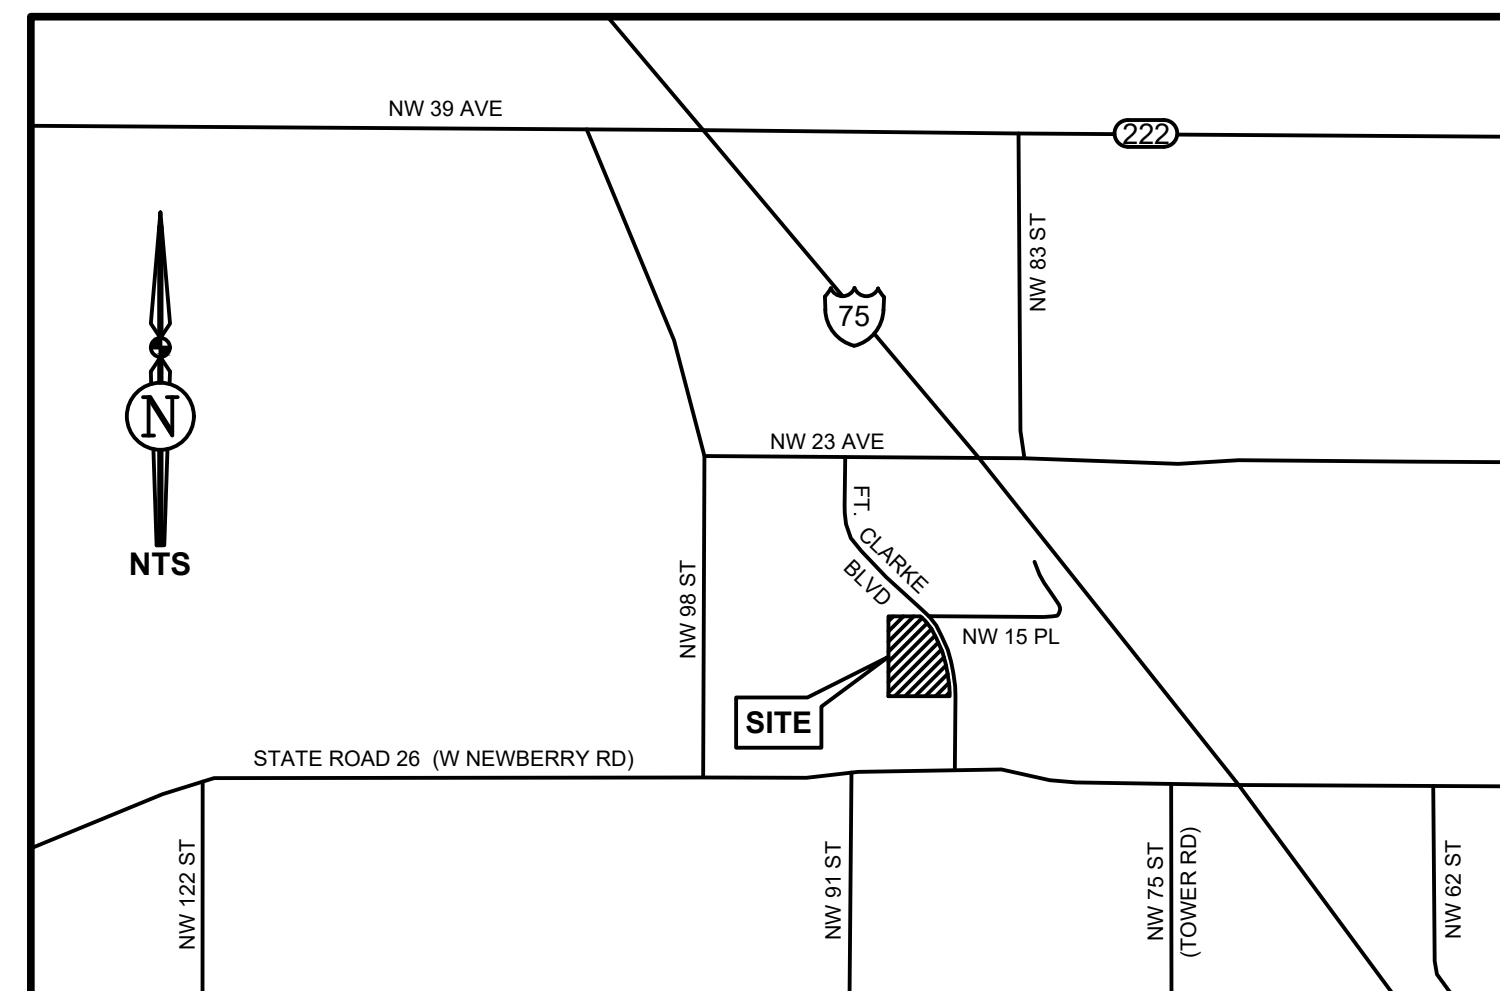 NW 39 AVE
222
NW 83 ST
75
N
NTS
NW 23 AVE
FT. CLARKE
BLVD
NW 98 ST
NW 15 PL
SITE
STATE ROAD 26 (W NEWBERRY RD)
NW 122 ST
NW 91 ST
NW 75 ST
(TOWER RD)
NW 62 ST